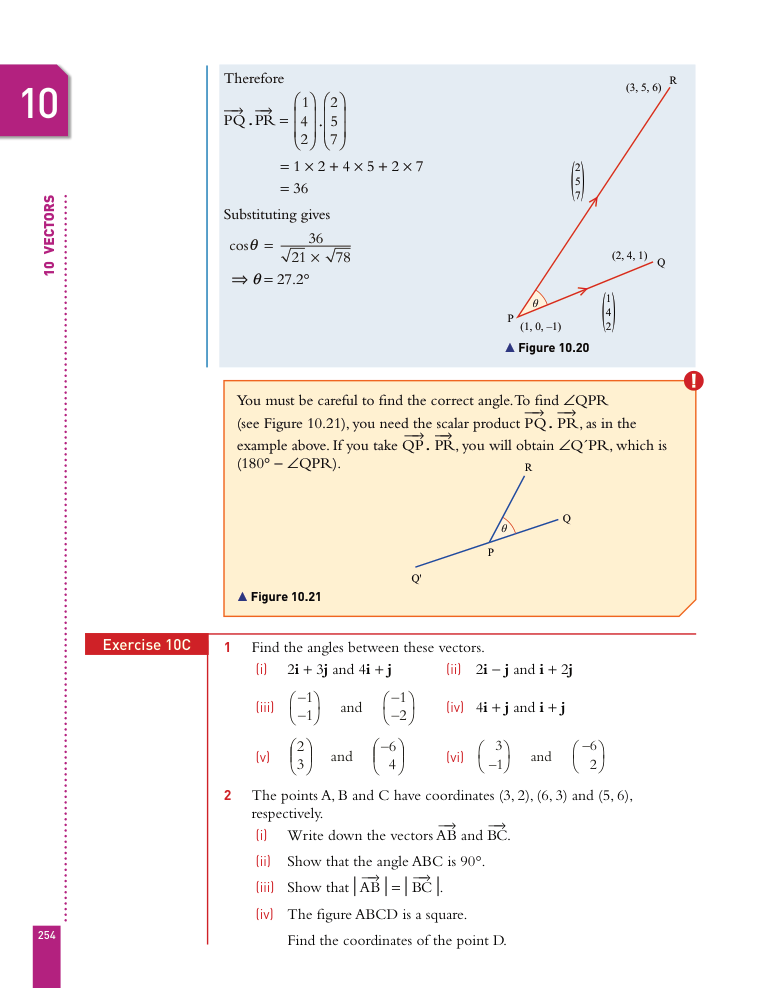 10
10 VECTORS
Therefore
PQ . PR = (1 4 2) . (2 5 7)
= 1 × 2 + 4 × 5 + 2 × 7
= 36
Substituting gives
cos θ = 36 / (√21 × √78)
⇒ θ = 27.2°
(3, 5, 6) R
(2 5 7)
(2, 4, 1) Q
θ
P (1, 0, –1)
(1 4 2)
▲ Figure 10.20
!
You must be careful to find the correct angle. To find ∠QPR
(see Figure 10.21), you need the scalar product PQ . PR, as in the
example above. If you take QP . PR, you will obtain ∠Q´PR, which is
(180° − ∠QPR).
R
Q
θ
P
Q'
▲ Figure 10.21
Exercise 10C
1 Find the angles between these vectors.
(i) 2i + 3j and 4i + j (ii) 2i − j and i + 2j
(iii) (−1 −1) and (−1 −2) (iv) 4i + j and i + j
(v) (2 3) and (−6 4) (vi) (3 −1) and (−6 2)
2 The points A, B and C have coordinates (3, 2), (6, 3) and (5, 6),
respectively.
(i) Write down the vectors AB and BC.
(ii) Show that the angle ABC is 90°.
(iii) Show that |AB| = |BC|.
(iv) The figure ABCD is a square.
Find the coordinates of the point D.
254